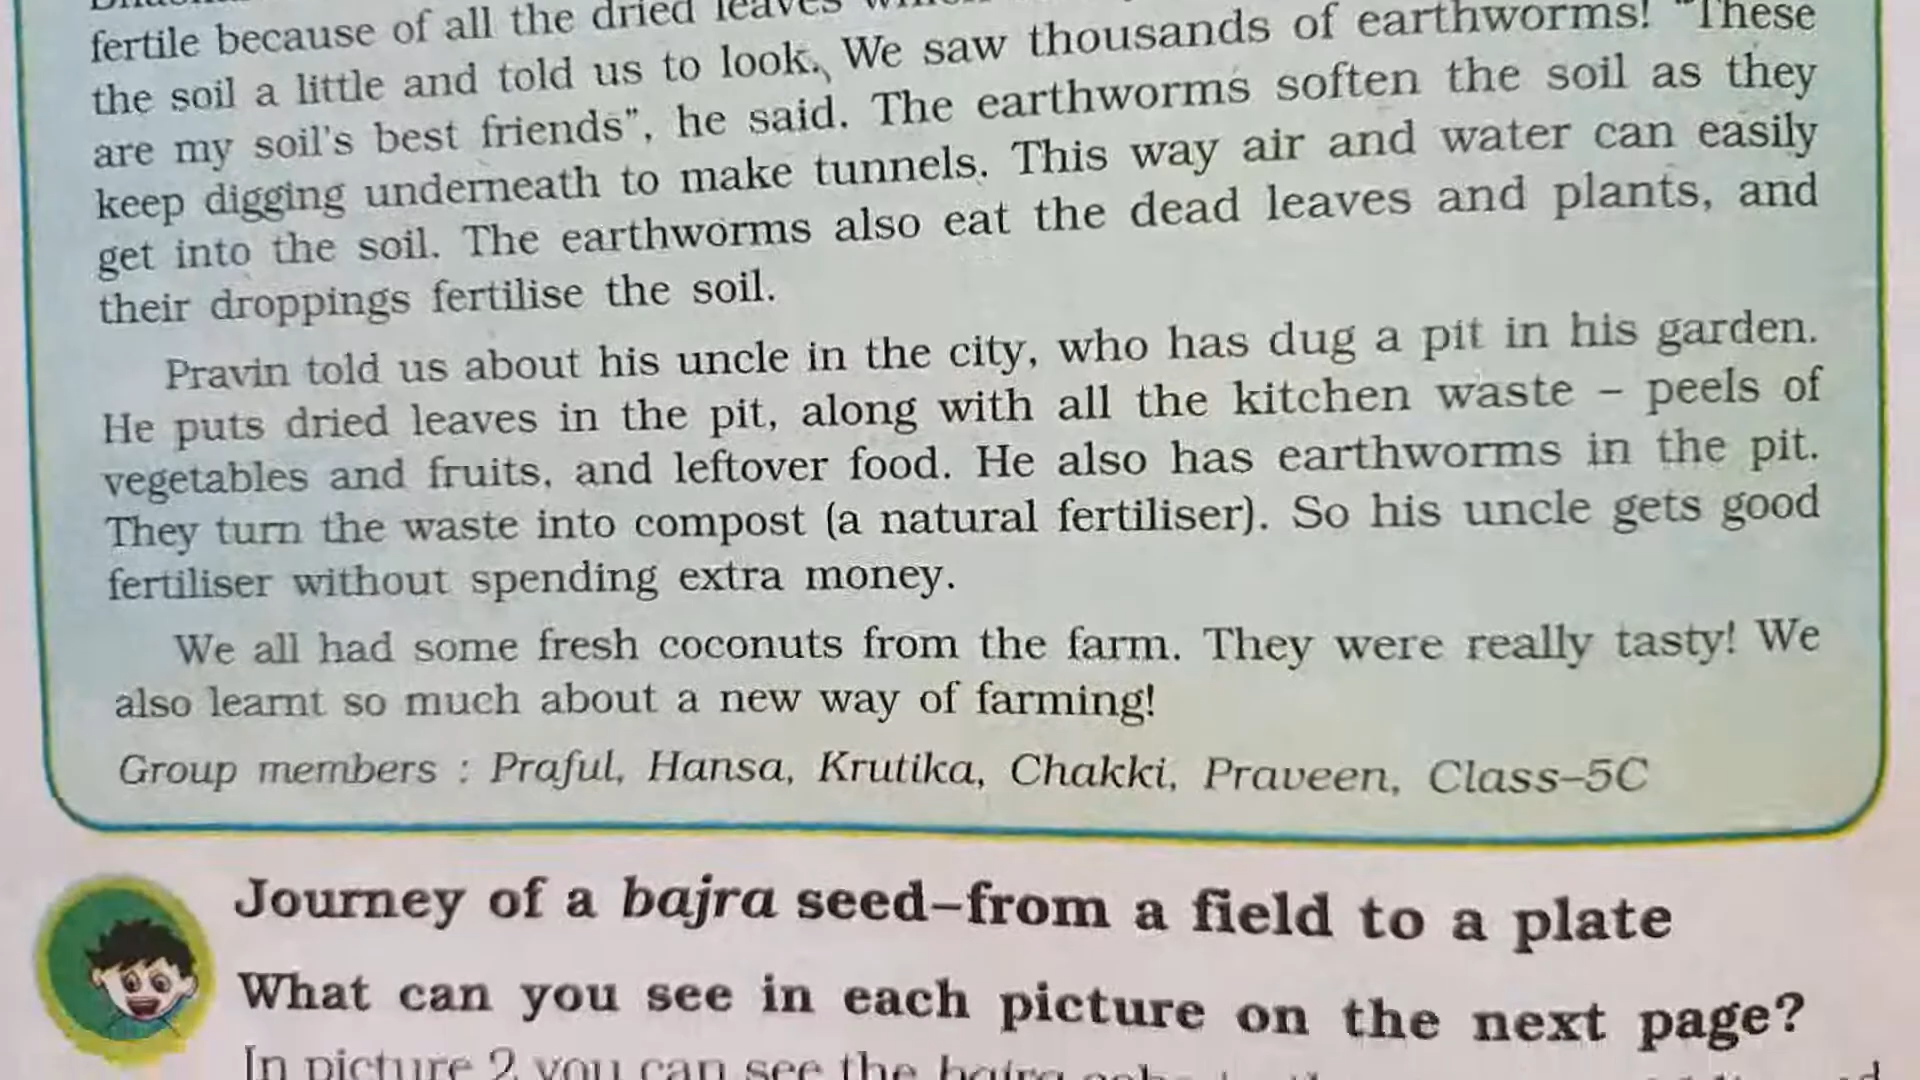 fertile because of all the dried leaves
the soil a little and told us to look. We saw thousands of earthworms! "These
are my soil's best friends", he said. The earthworms soften the soil as they
keep digging underneath to make tunnels. This way air and water can easily
get into the soil. The earthworms also eat the dead leaves and plants, and
their droppings fertilise the soil.
Pravin told us about his uncle in the city, who has dug a pit in his garden.
He puts dried leaves in the pit, along with all the kitchen waste – peels of
vegetables and fruits, and leftover food. He also has earthworms in the pit.
They turn the waste into compost (a natural fertiliser). So his uncle gets good
fertiliser without spending extra money.
We all had some fresh coconuts from the farm. They were really tasty! We
also learnt so much about a new way of farming!
Group members : Praful, Hansa, Krutika, Chakki, Praveen, Class–5C
Journey of a bajra seed–from a field to a plate
What can you see in each picture on the next page?
In picture 2 you can see the bajra